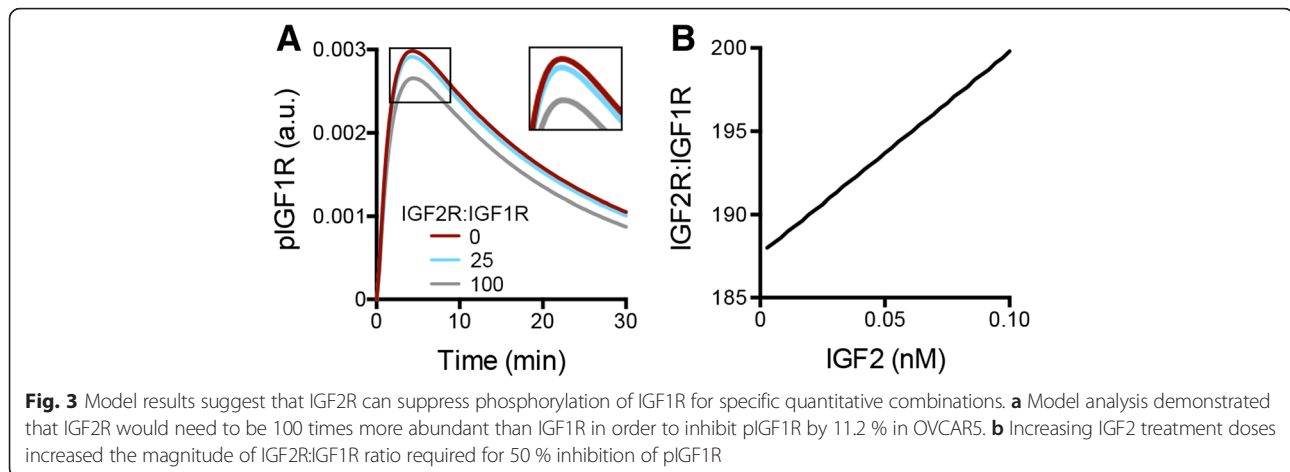 A
B
0.003
0.002
0.001
0
pIGF1R (a.u.)
IGF2R:IGF1R
0
25
100
0
10
20
30
Time (min)
200
195
190
185
IGF2R:IGF1R
0
0.05
0.10
IGF2 (nM)
Fig. 3 Model results suggest that IGF2R can suppress phosphorylation of IGF1R for specific quantitative combinations. a Model analysis demonstrated
that IGF2R would need to be 100 times more abundant than IGF1R in order to inhibit pIGF1R by 11.2 % in OVCAR5. b Increasing IGF2 treatment doses
increased the magnitude of IGF2R:IGF1R ratio required for 50 % inhibition of pIGF1R